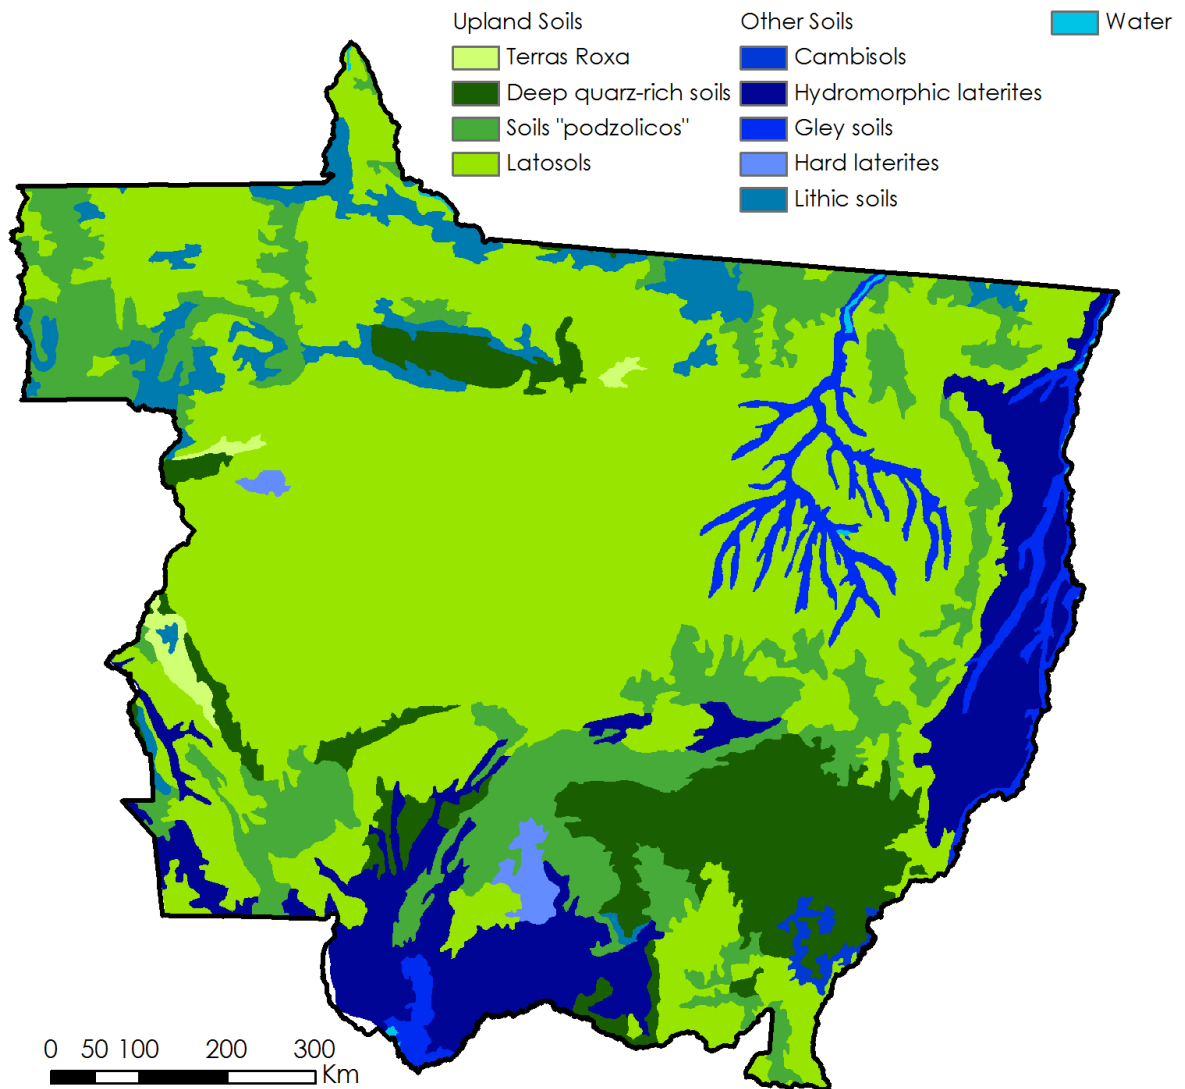 Upland Soils
Terras Roxa
Deep quarz-rich soils
Soils "podzolicos"
Latosols
Other Soils
Cambisols
Hydromorphic laterites
Gley soils
Hard laterites
Lithic soils
Water
0 50 100 200 300
Km